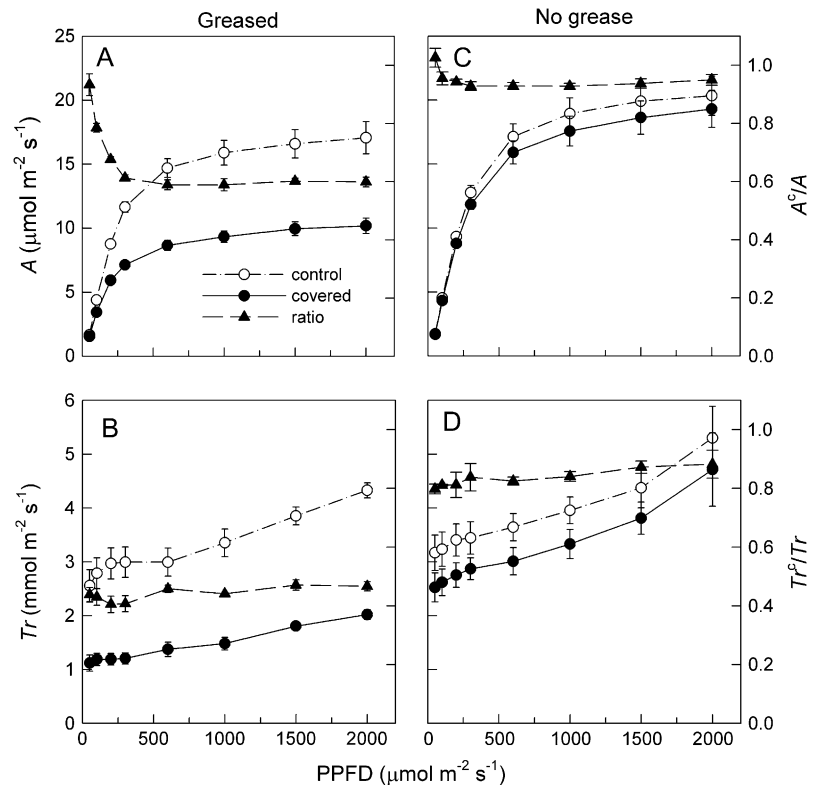 Greased
No grease
A
C
25
20
15
10
5
0
1.0
0.8
0.6
0.4
0.2
0.0
A (μmol m⁻² s⁻¹)
Aᶜ/A
control
covered
ratio
B
D
6
5
4
3
2
1
0
1.0
0.8
0.6
0.4
0.2
0.0
Tr (mmol m⁻² s⁻¹)
Trᶜ/Tr
0 500 1000 1500 2000
0 500 1000 1500 2000
PPFD (μmol m⁻² s⁻¹)